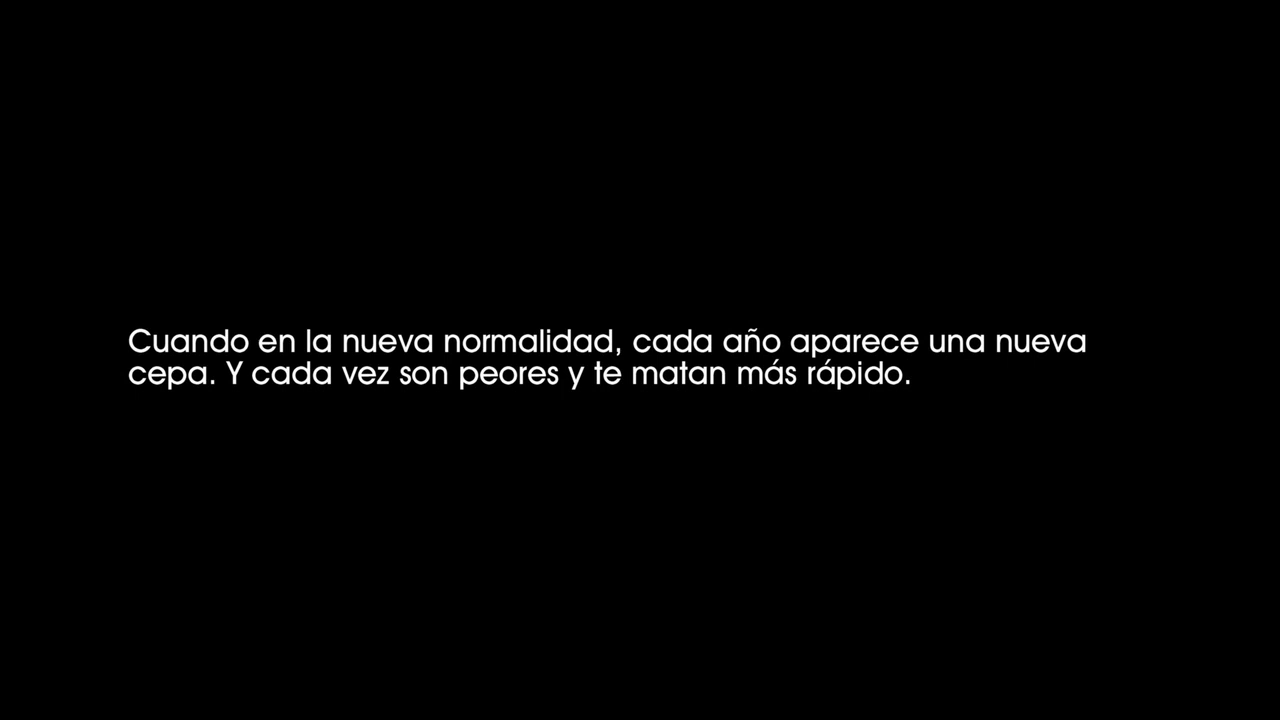 Cuando en la nueva normalidad, cada año aparece una nueva
cepa. Y cada vez son peores y te matan más rápido.